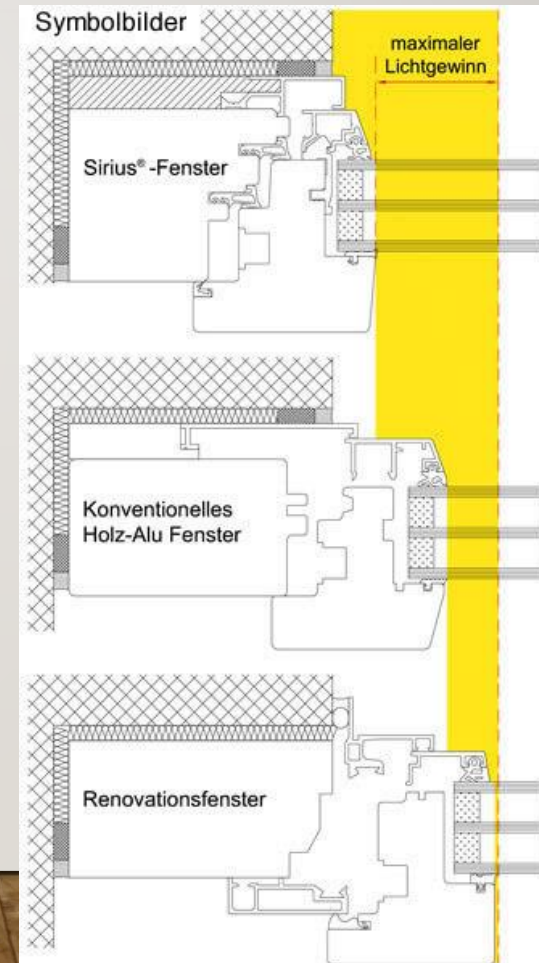 Symbolbilder
maximaler
Lichtgewinn
Sirius® -Fenster
Konventionelles
Holz-Alu Fenster
Renovationsfenster